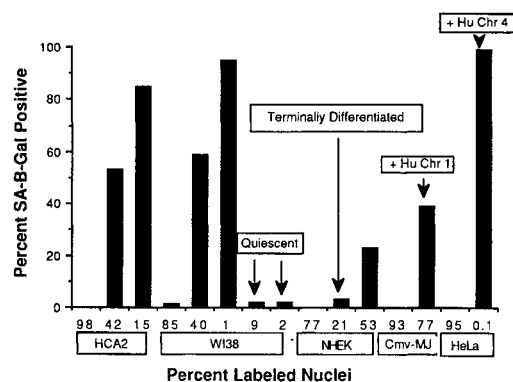 + Hu Chr 4
100
80
60
40
20
0
Percent SA-B-Gal Positive
Terminally Differentiated
+ Hu Chr 1
Quiescent
98 42 15 85 40 1 9 2 77 21 53 93 77 95 0.1
HCA2 WI38 NHEK Cmv-MJ HeLa
Percent Labeled Nuclei